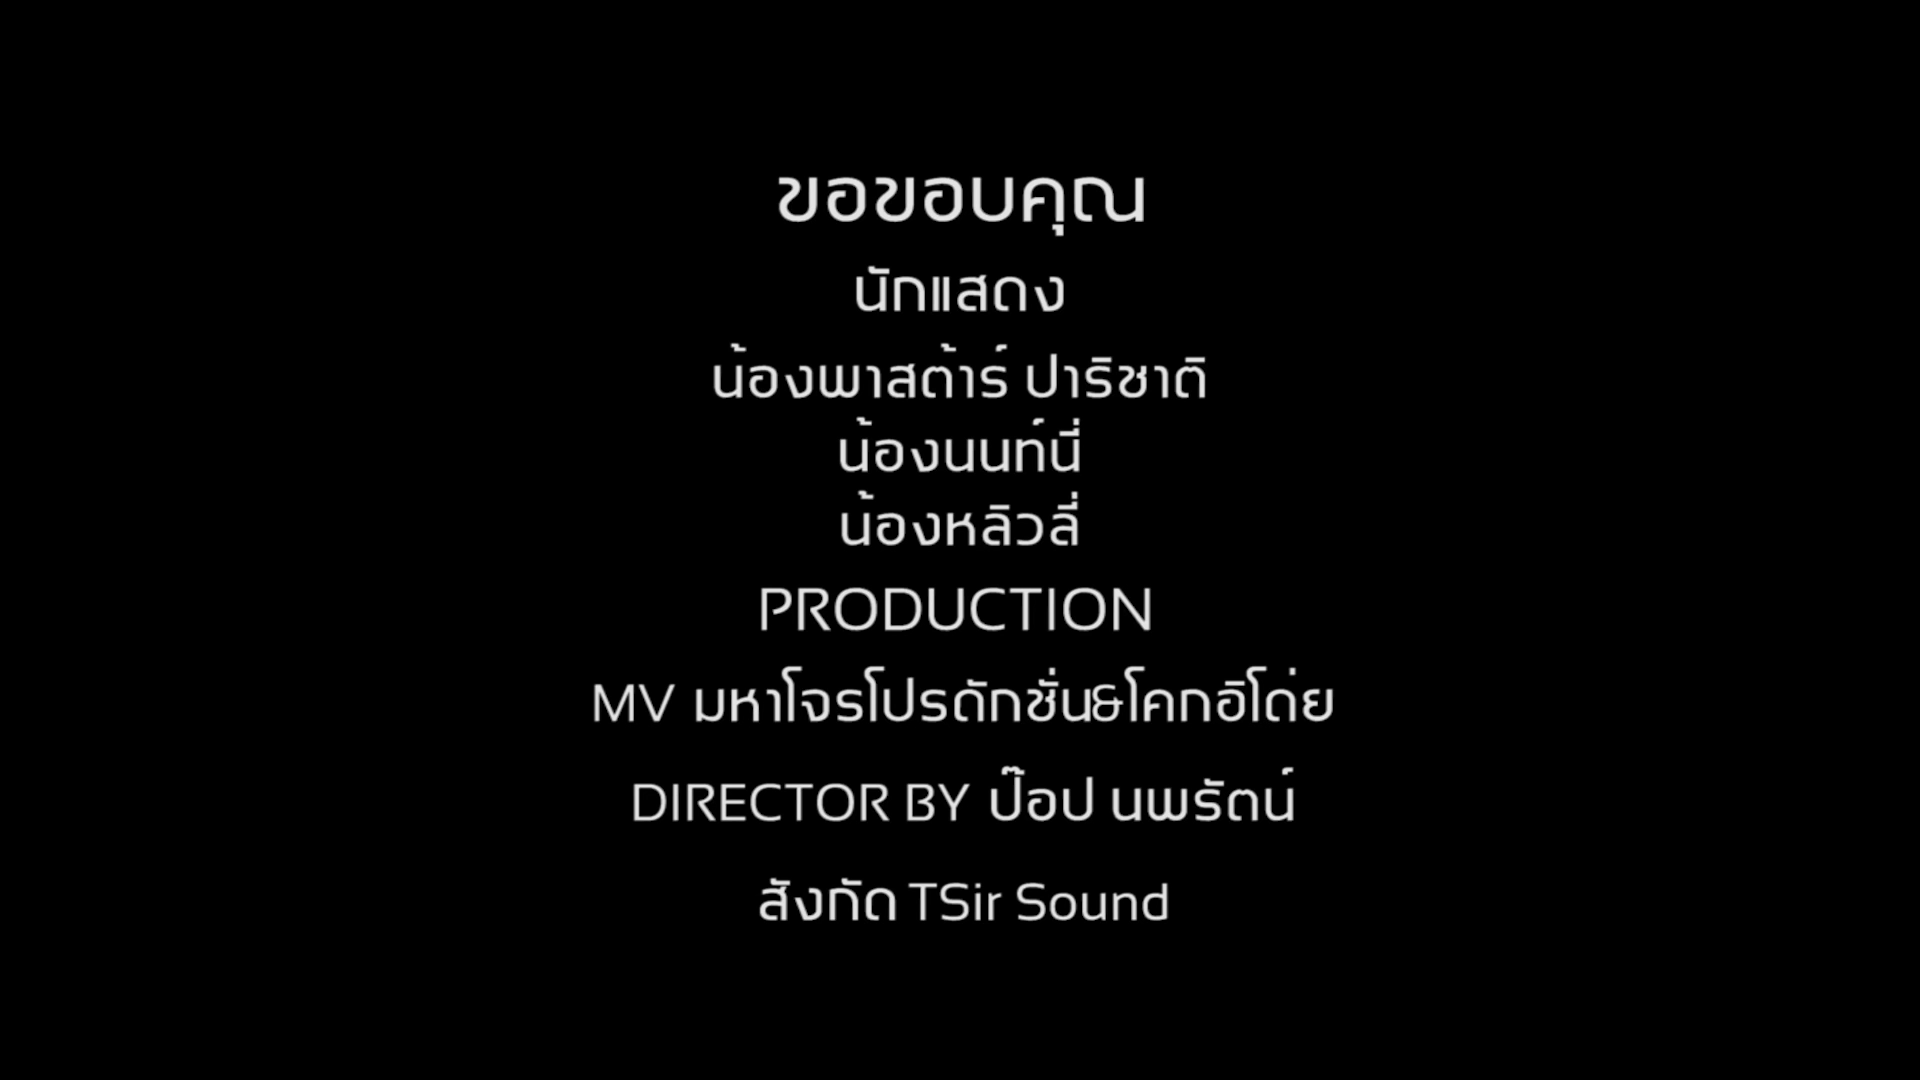 ขอขอบคุณ
นักแสดง
น้องพาสต้าร์ ปาริชาติ
น้องนนท์นี่
น้องหลิวลี่
PRODUCTION
MV มหาโจรโปรดักชั่น&โคกอิโด่ย
DIRECTOR BY ป๊อป นพรัตน์
สังกัด TSir Sound